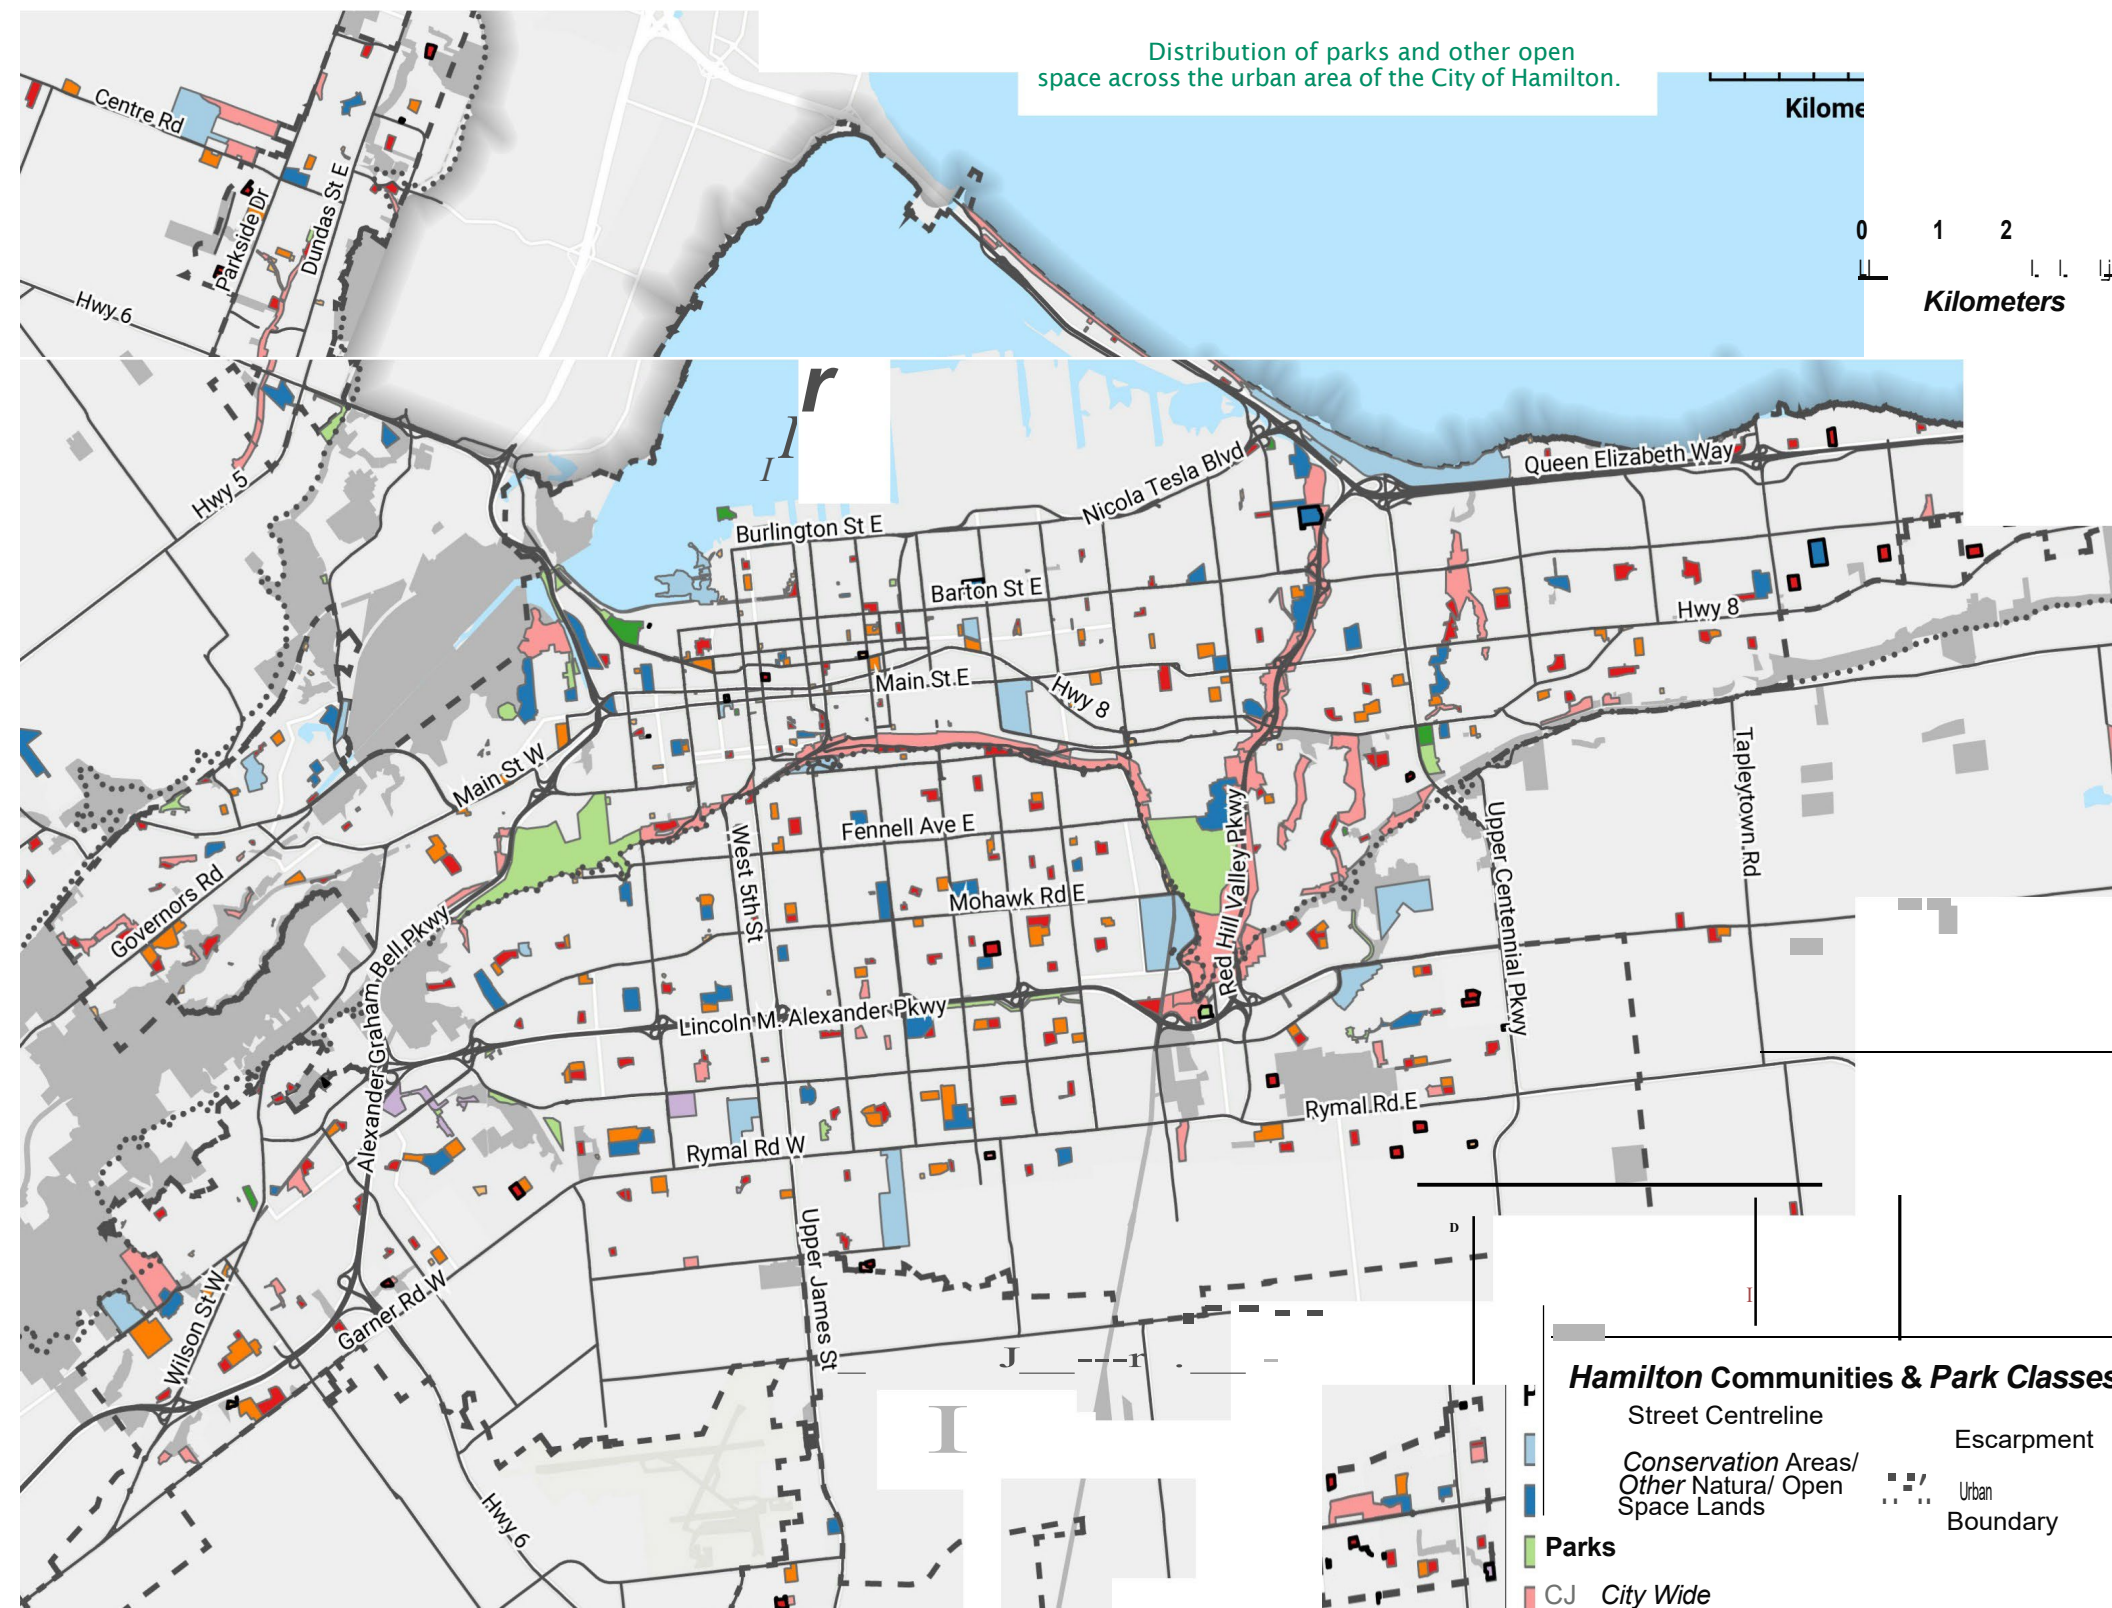 Distribution of parks and other open
space across the urban area of the City of Hamilton.
Kilome
0 1 2
Kilometers
Centre Rd
Parkside Dr
Dundas St E
Hwy 6
Hwy 5
r
l
I
Burlington St E
Nicola Tesla Blvd
Queen Elizabeth Way
Barton St E
Hwy 8
Main St E
Hwy 8
Main St W
Tapleytown Rd
Fennell Ave E
West 5th St
Red Hill Valley Pkwy
Upper Centennial Pkwy
Governors Rd
Mohawk Rd E
Alexander Graham Bell Pkwy
Lincoln M. Alexander Pkwy
Rymal Rd E
Rymal Rd W
Upper James St
Wilson St W
Garner Rd W
Hwy 6
D
I
J r .
I
Hamilton Communities & Park Classes
Street Centreline
Escarpment
Conservation Areas/
Other Natura/ Open
Space Lands
Urban
Boundary
Parks
CJ City Wide